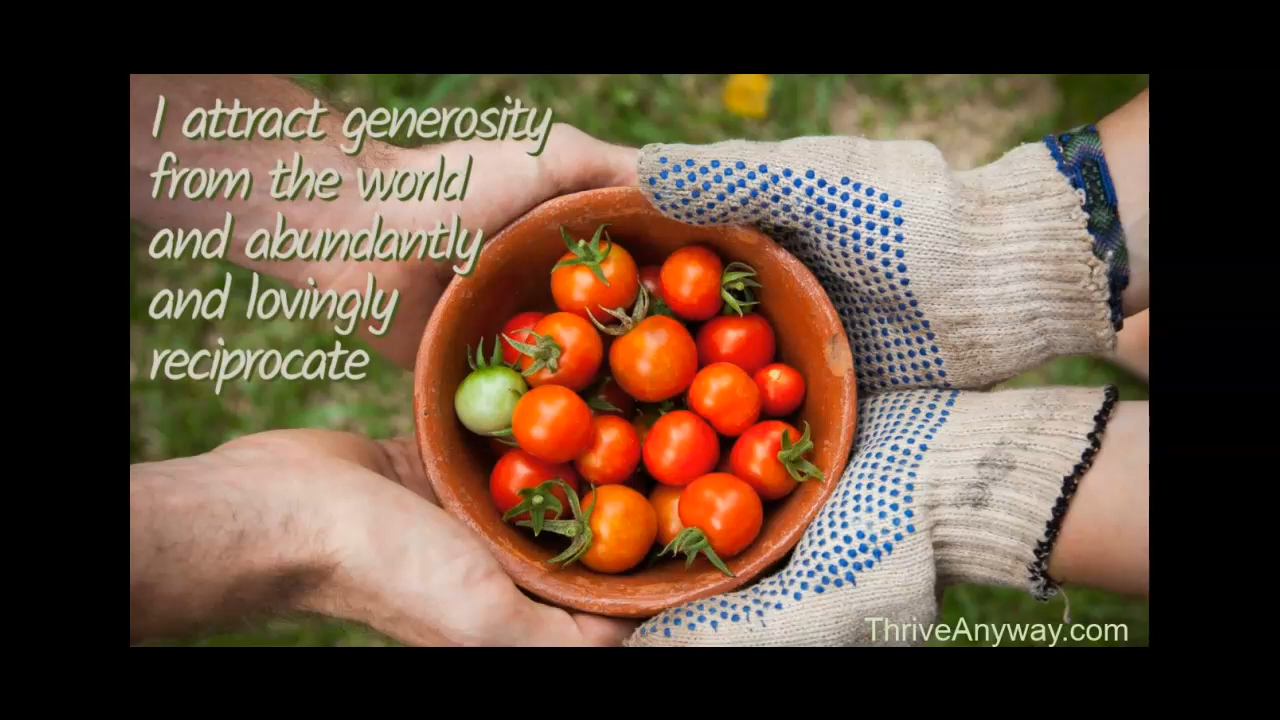 I attract generosity
from the world
and abundantly
and lovingly
reciprocate
ThriveAnyway.com